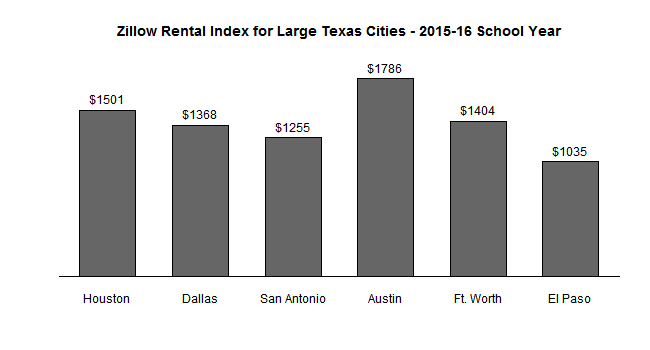 Zillow Rental Index for Large Texas Cities - 2015-16 School Year
$1501
$1368
$1255
$1786
$1404
$1035
Houston
Dallas
San Antonio
Austin
Ft. Worth
El Paso